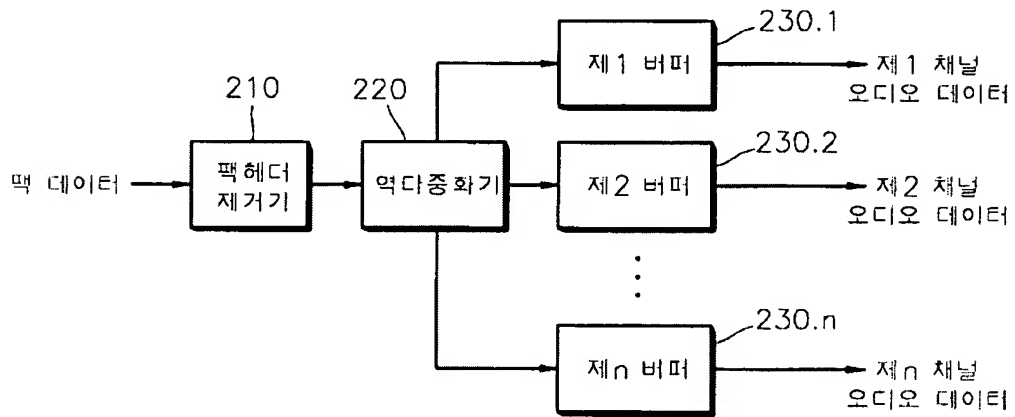 230.1
제1 버퍼
제1 채널
오디오 데이터
210
220
230.2
팩 데이터
팩헤더
제거기
역다중화기
제2 버퍼
제2 채널
오디오 데이터
230.n
제n 버퍼
제n 채널
오디오 데이터